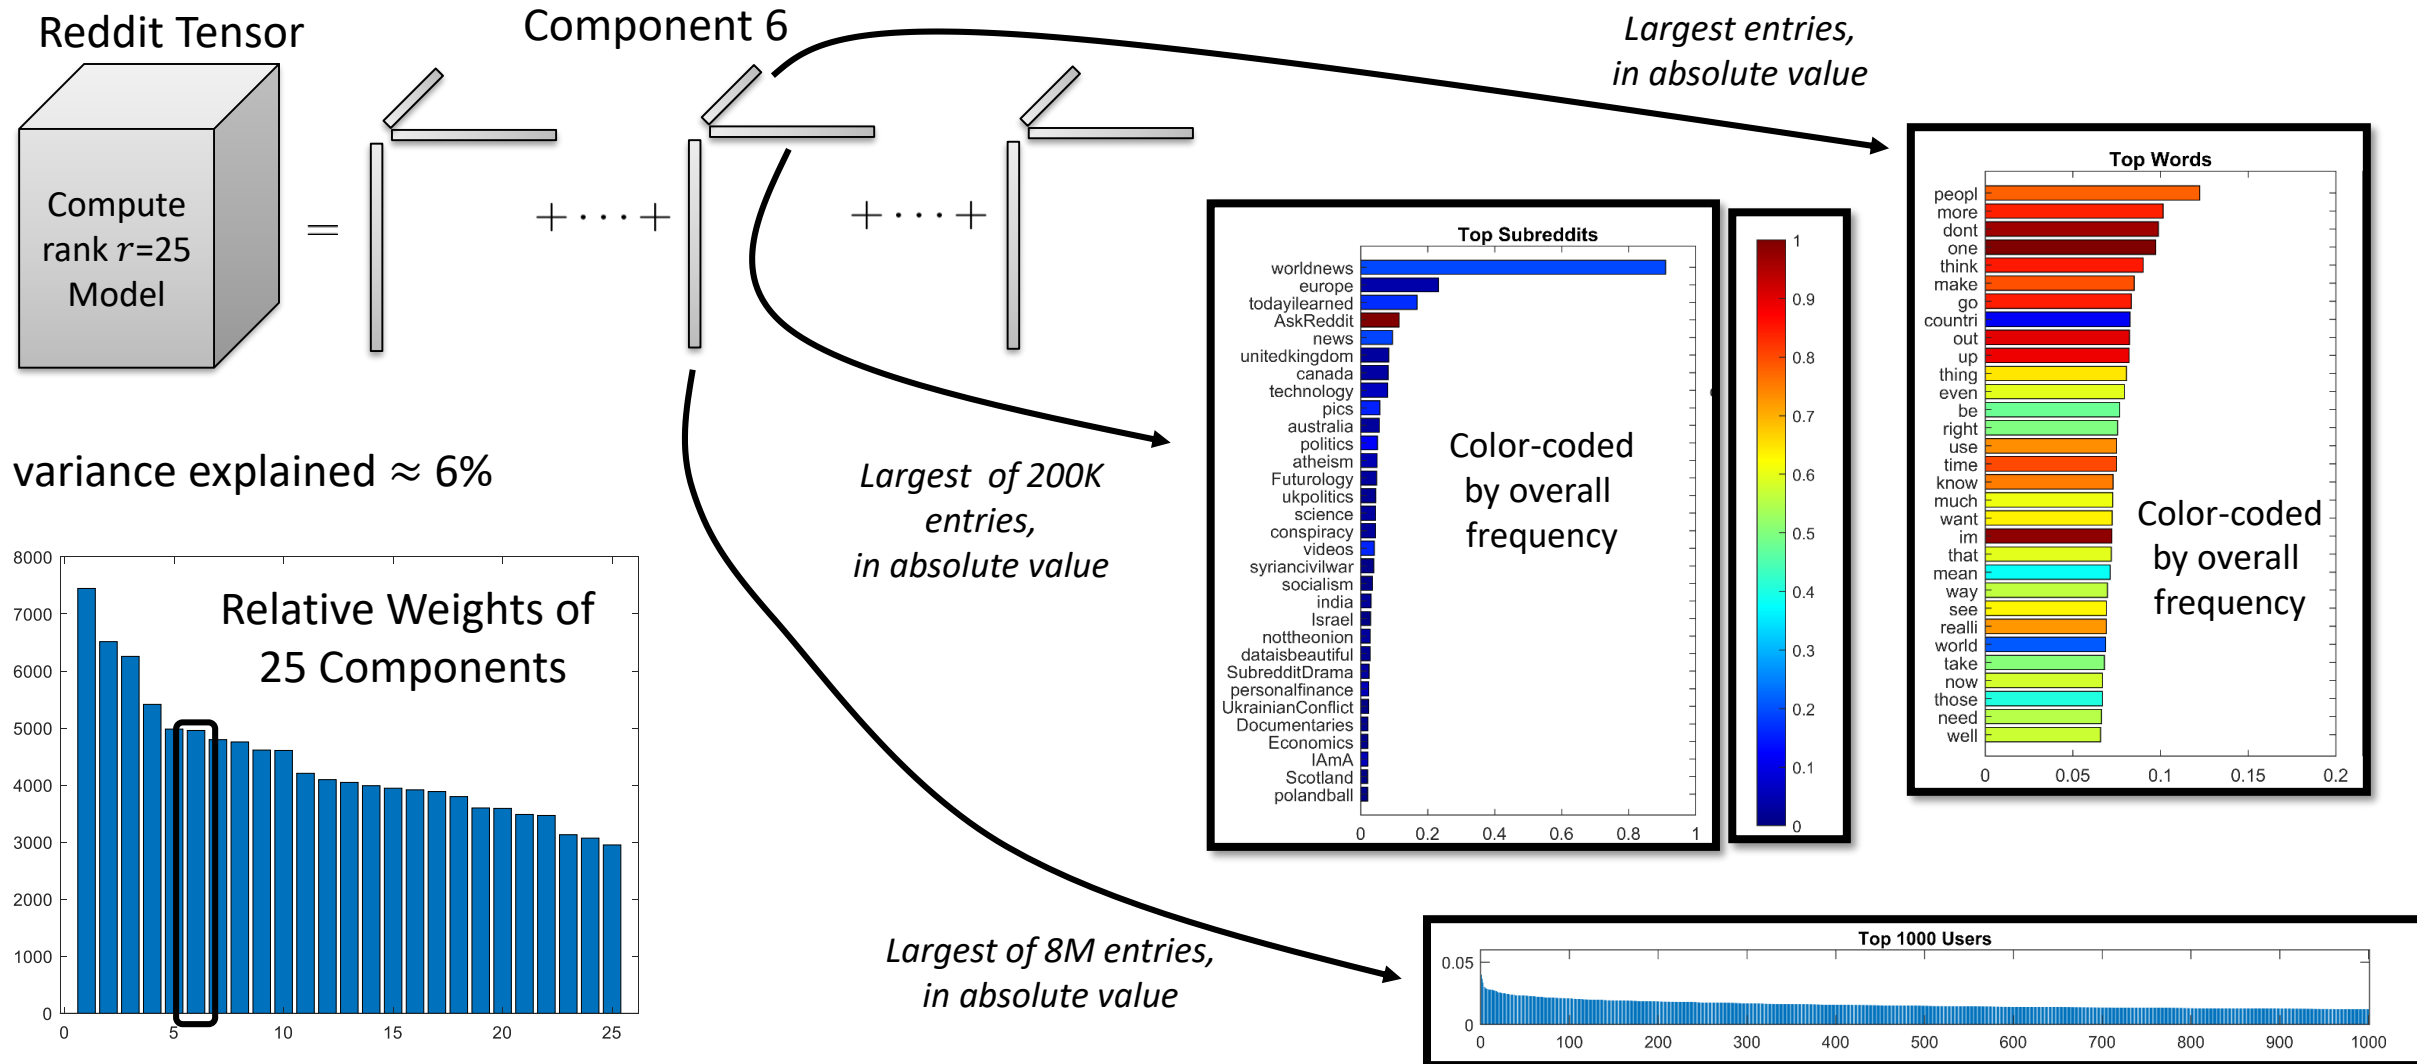 Reddit Tensor
Component 6
Largest entries,
in absolute value
Compute
rank r=25
Model
=
+ · · · +
+ · · · +
variance explained ≈ 6%
Largest of 200K
entries,
in absolute value
Largest of 8M entries,
in absolute value
Relative Weights of
25 Components
8000
7000
6000
5000
4000
3000
2000
1000
0
0 5 10 15 20 25
Top Subreddits
worldnews
europe
todayilearned
AskReddit
news
unitedkingdom
canada
technology
pics
australia
politics
atheism
Futurology
ukpolitics
science
conspiracy
videos
syriancivilwar
socialism
india
Israel
nottheonion
dataisbeautiful
SubredditDrama
personalfinance
UkrainianConflict
Documentaries
Economics
IAmA
Scotland
polandball
0 0.2 0.4 0.6 0.8 1
Color-coded
by overall
frequency
1
0.9
0.8
0.7
0.6
0.5
0.4
0.3
0.2
0.1
0
Top Words
peopl
more
dont
one
think
make
go
countri
out
up
thing
even
be
right
use
time
know
much
want
im
that
mean
way
see
realli
world
take
now
those
need
well
0 0.05 0.1 0.15 0.2
Color-coded
by overall
frequency
Top 1000 Users
0.05
0
0 100 200 300 400 500 600 700 800 900 1000